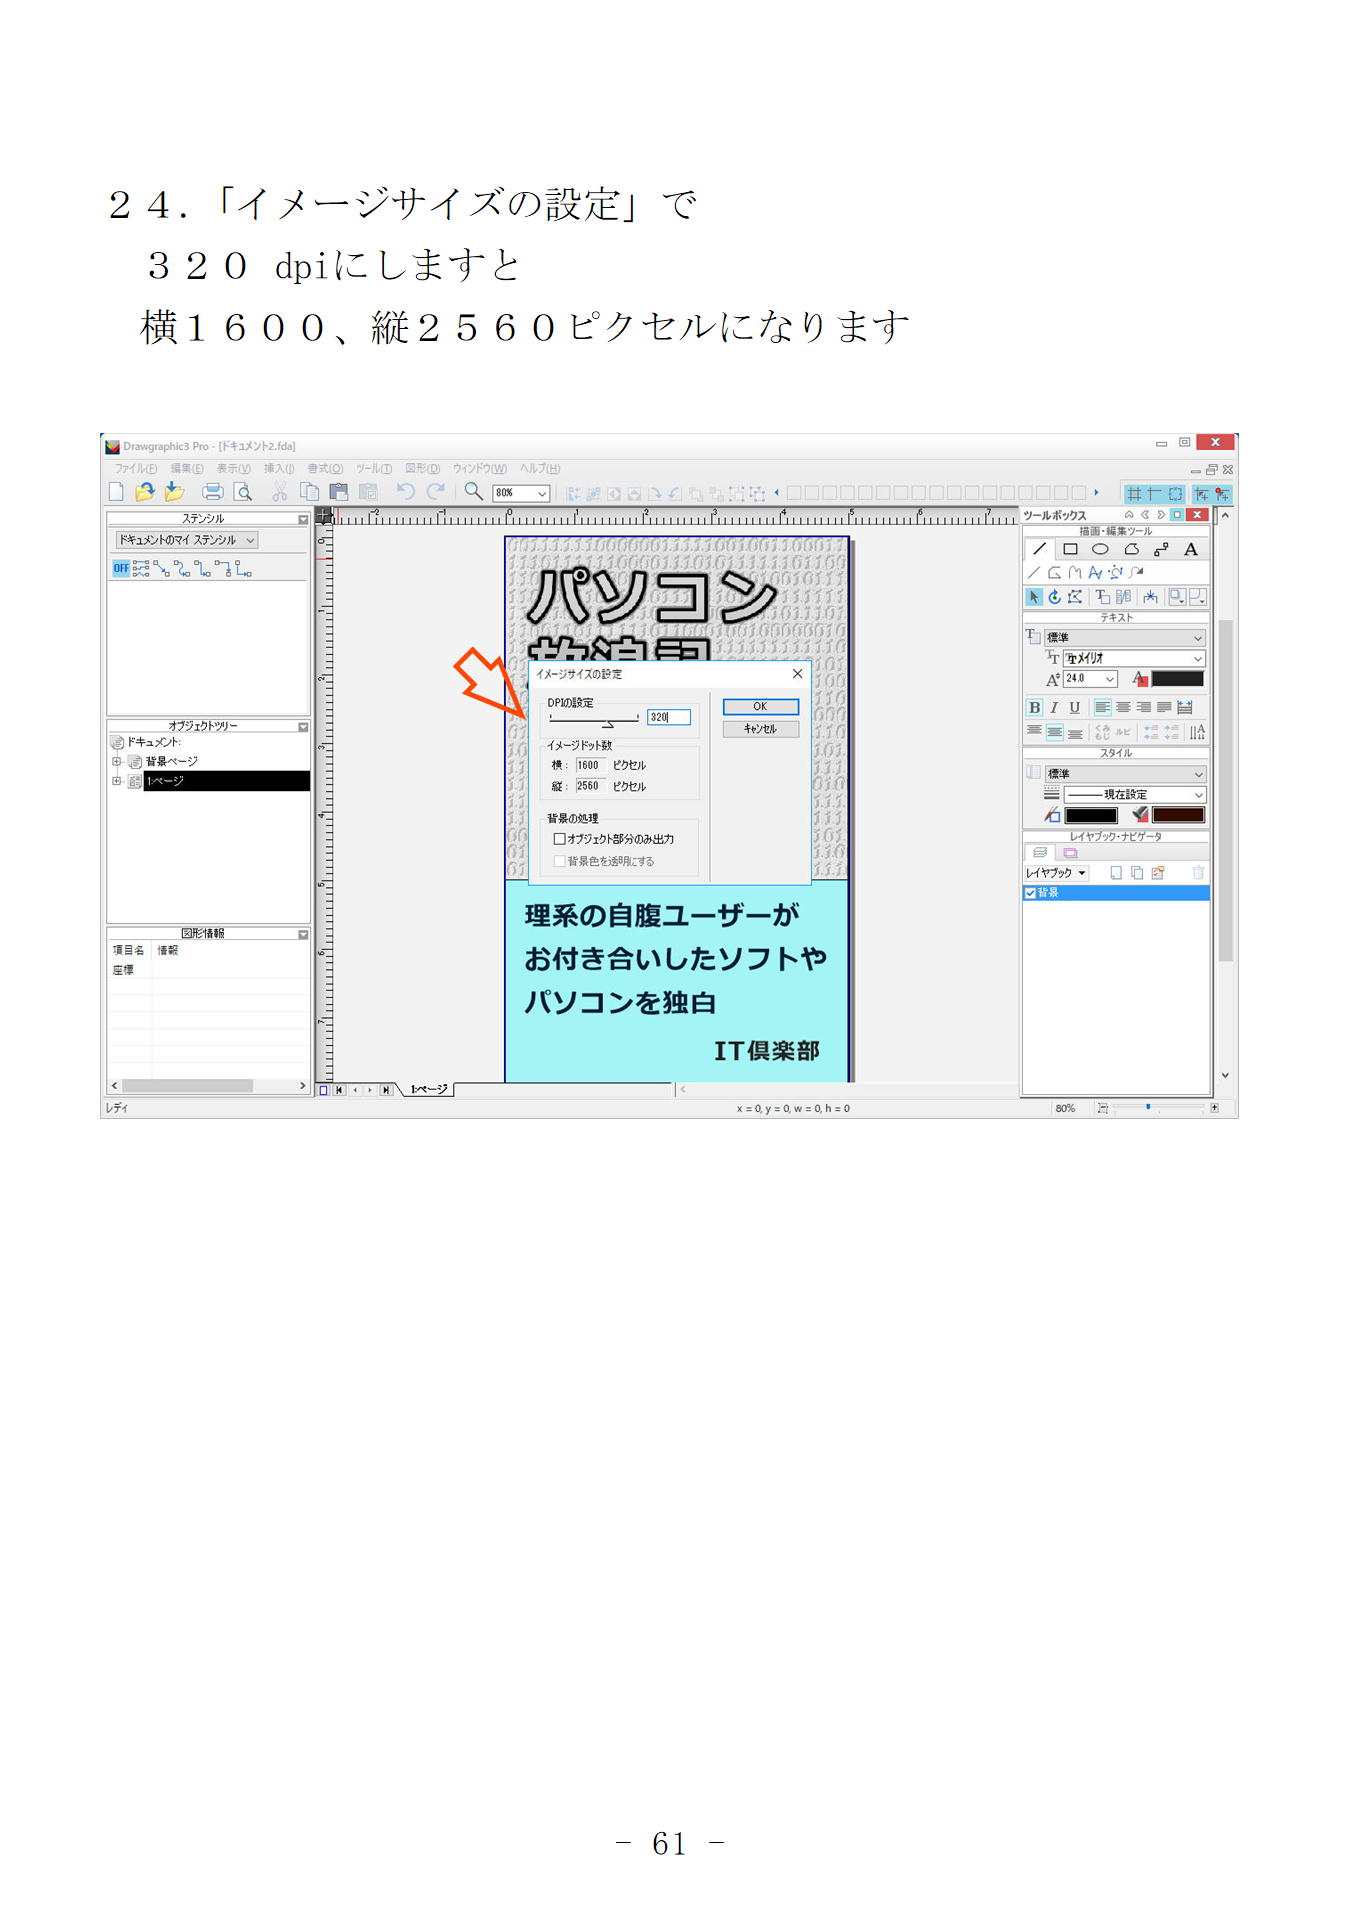 ２４．「イメージサイズの設定」で
３２０ dpiにしますと
横１６００、縦２５６０ピクセルになります
Drawgraphic3 Pro - [ドキュメント2.fda]
ファイル(F) 編集(E) 表示(V) 挿入(I) 書式(O) ツール(T) 図形(D) ウィンドウ(W) ヘルプ(H)
80%
ステンシル
ドキュメントのマイ ステンシル
OFF
オブジェクトツリー
ドキュメント:
背景ページ
1:ページ
図形情報
項目名 情報
座標
パソコン
放浪記
イメージサイズの設定
DPIの設定
320
OK
キャンセル
イメージドット数
横： 1600 ピクセル
縦： 2560 ピクセル
背景の処理
オブジェクト部分のみ出力
背景色を透明にする
理系の自腹ユーザーが
お付き合いしたソフトや
パソコンを独白
IT倶楽部
1:ページ
ツールボックス
描画・編集ツール
テキスト
標準
メイリオ
24.0
B I U
スタイル
標準
現在設定
レイヤブック・ナビゲータ
レイヤブック
背景
レディ
x = 0, y = 0, w = 0, h = 0
80%
- 61 -